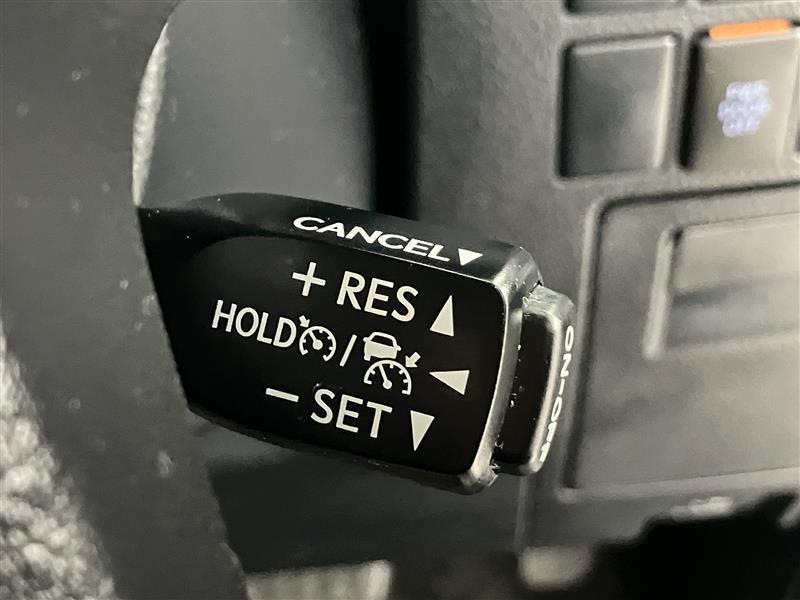 CANCEL▼
+ RES ▲
HOLD /
− SET ▼
ON-OFF